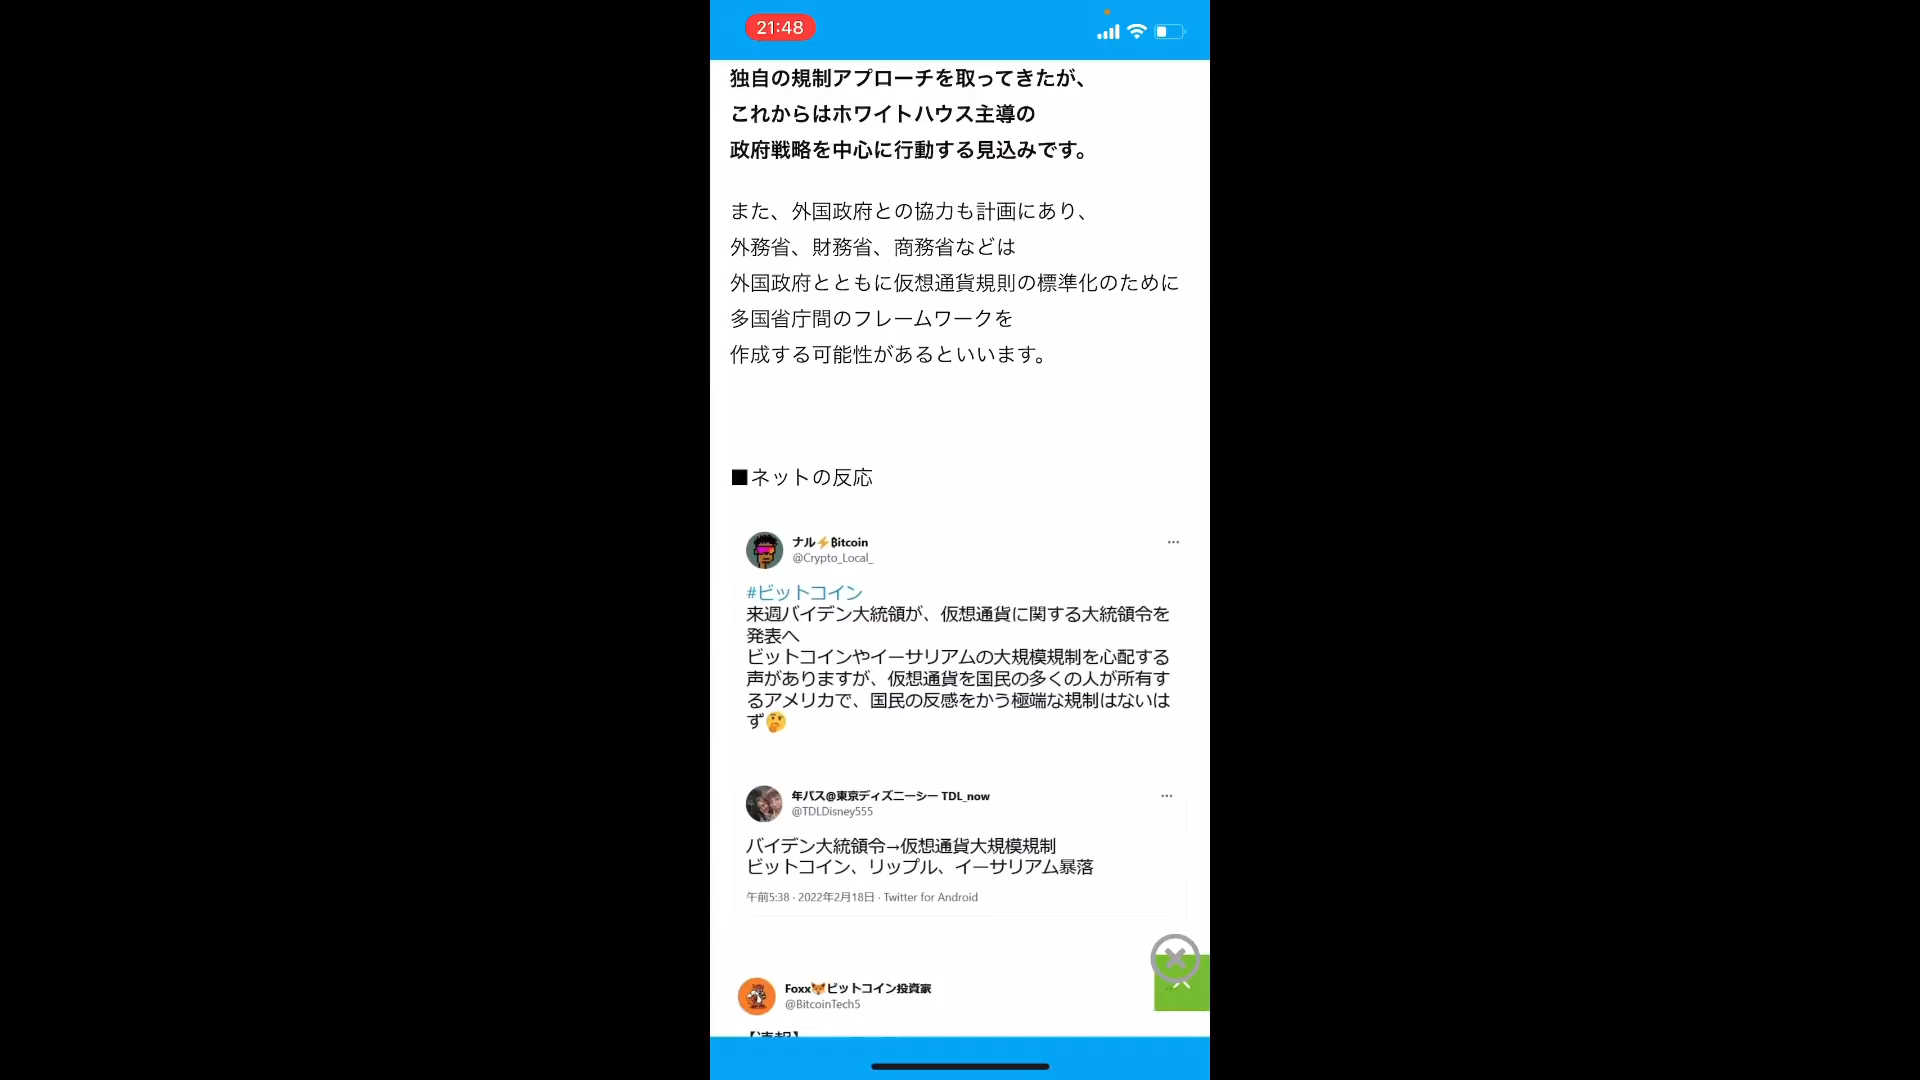 21:48
独自の規制アプローチを取ってきたが、
これからはホワイトハウス主導の
政府戦略を中心に行動する見込みです。
また、外国政府との協力も計画にあり、
外務省、財務省、商務省などは
外国政府とともに仮想通貨規則の標準化のために
多国省庁間のフレームワークを
作成する可能性があるといいます。
■ネットの反応
ナル⚡₿itcoin
@Crypto_Local_
#ビットコイン
来週バイデン大統領が、仮想通貨に関する大統領令を
発表へ
ビットコインやイーサリアムの大規模規制を心配する
声がありますが、仮想通貨を国民の多くの人が所有す
るアメリカで、国民の反感をかう極端な規制はないは
ず🤔
年パス@東京ディズニーシー TDL_now
@TDLDisney555
バイデン大統領令→仮想通貨大規模規制
ビットコイン、リップル、イーサリアム暴落
午前5:38 · 2022年2月18日 · Twitter for Android
Foxx🦊ビットコイン投資家
@BitcoinTech5